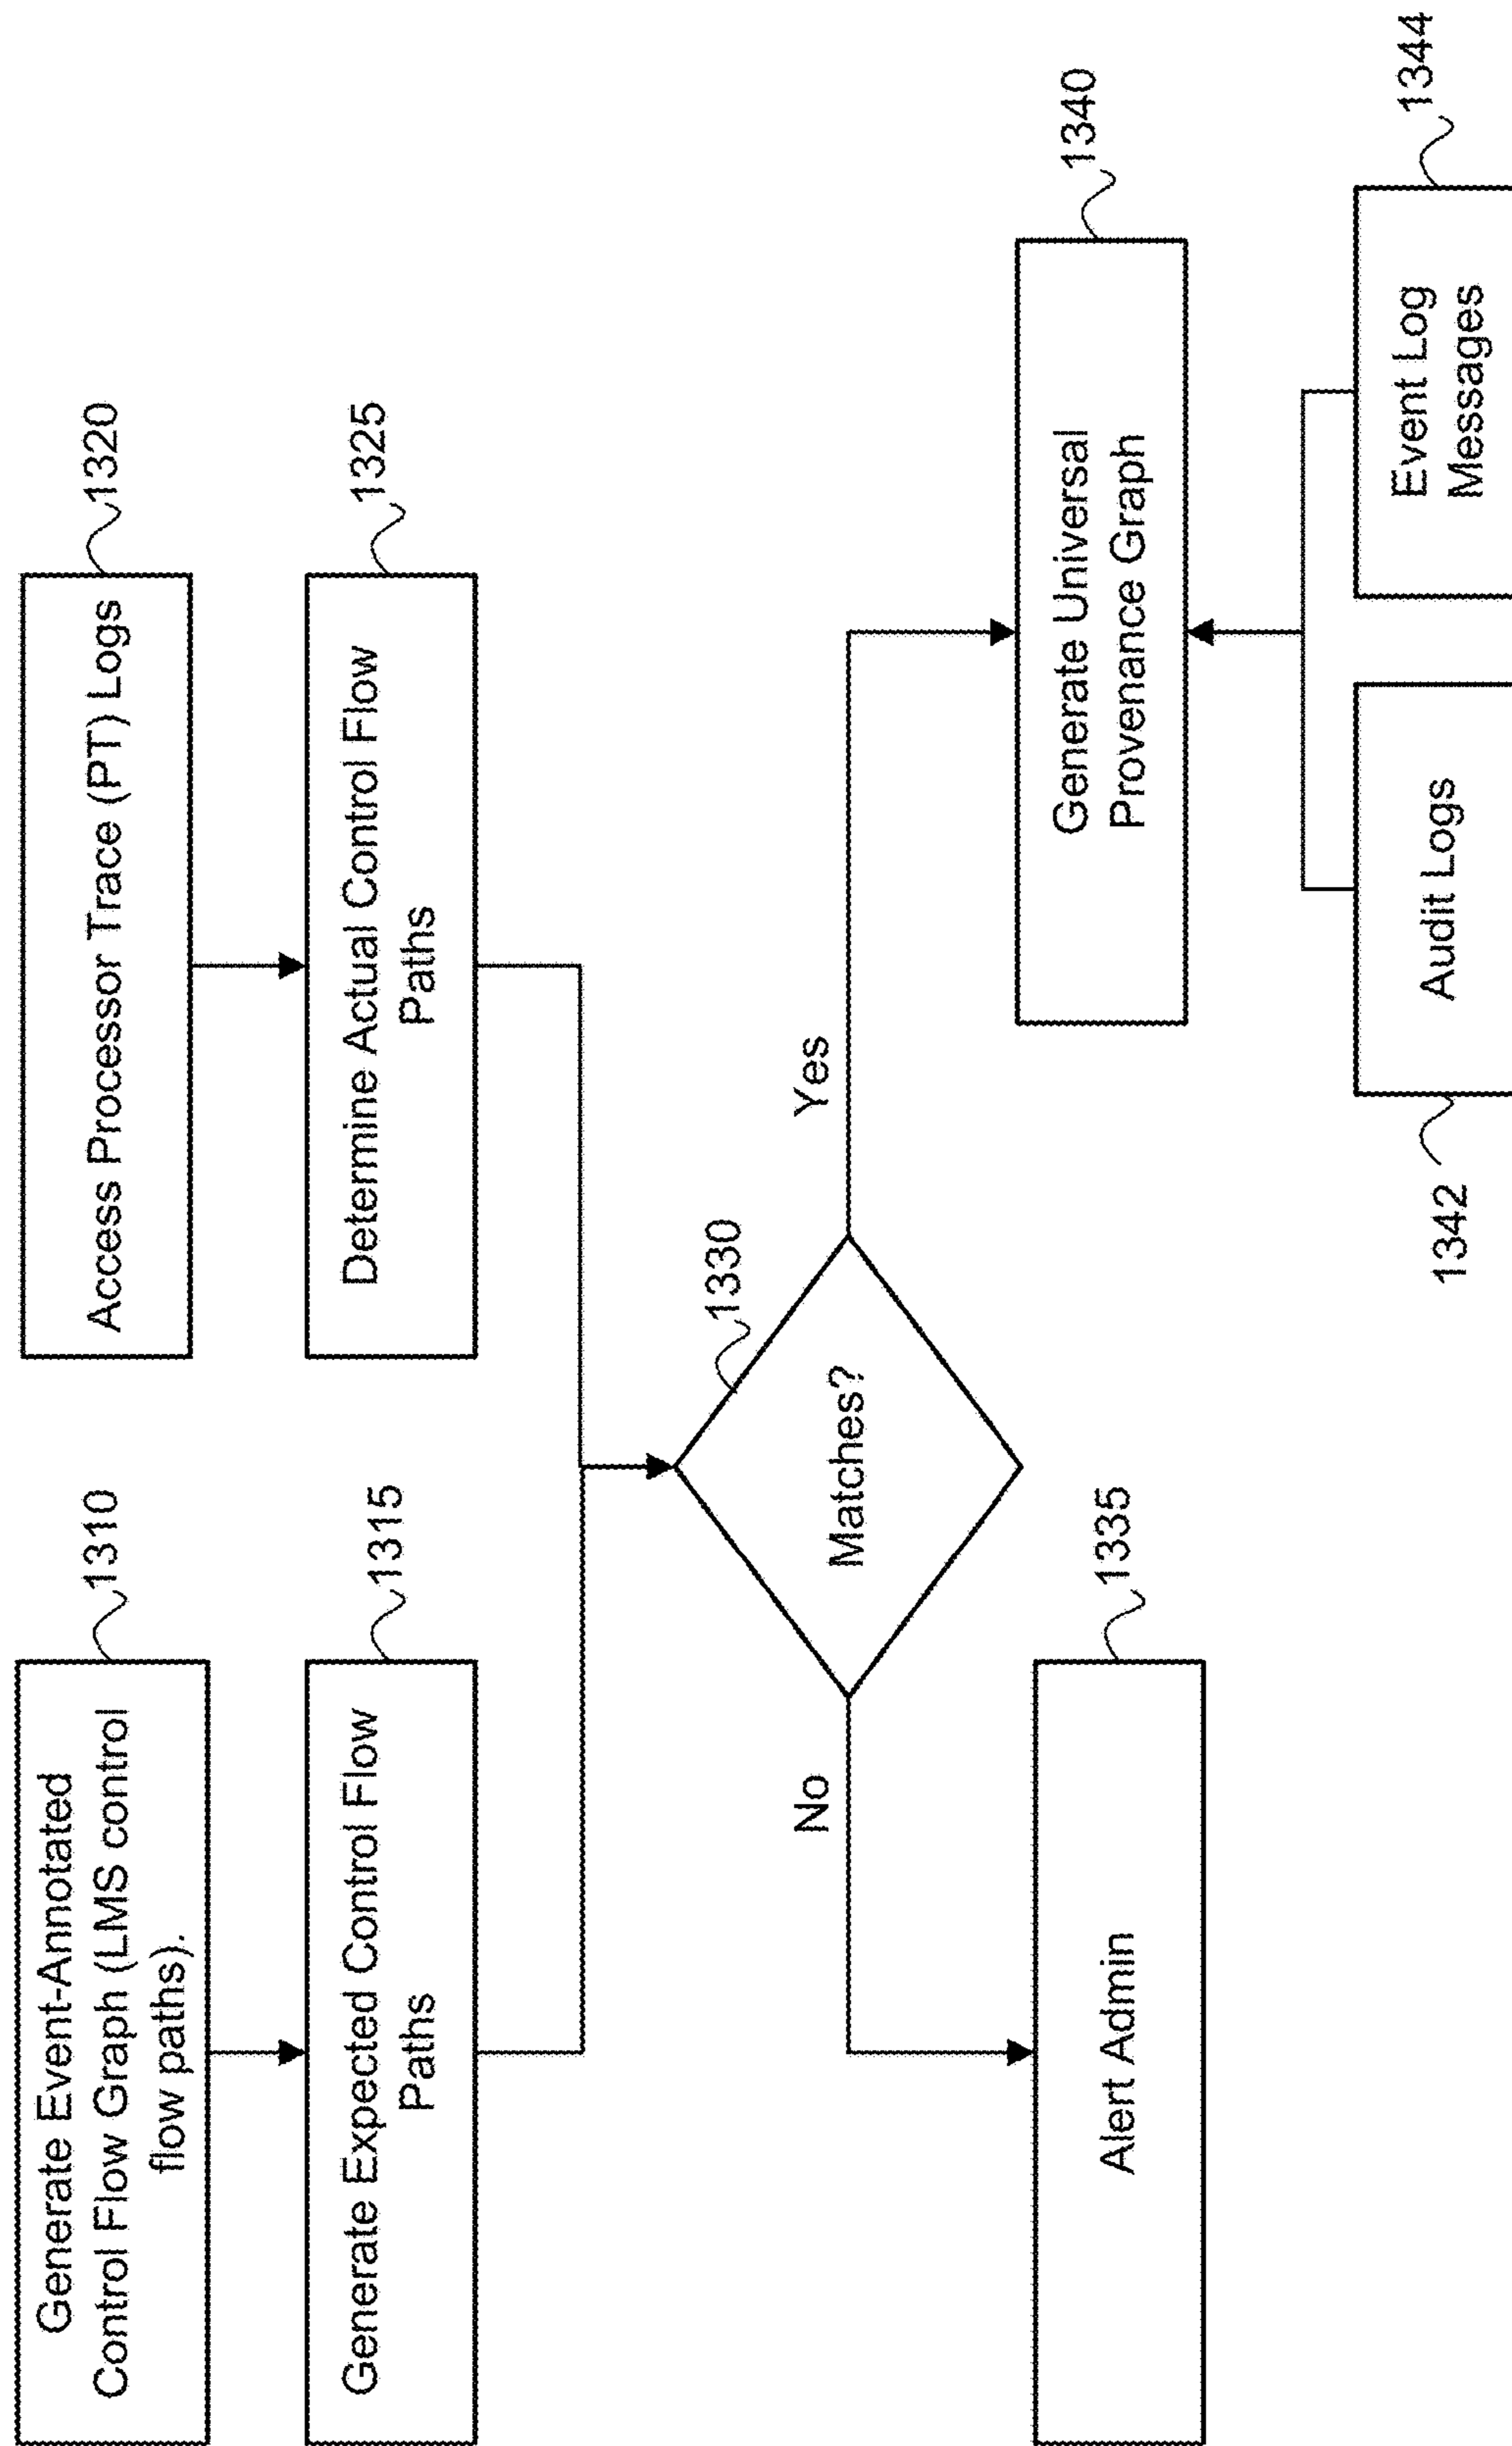 Generate Event-Annotated
Control Flow Graph (LMS control
flow paths).
1310
Access Processor Trace (PT) Logs
1320
Generate Expected Control Flow
Paths
1315
Determine Actual Control Flow
Paths
1325
Matches?
1330
No
Yes
Alert Admin
1335
Generate Universal
Provenance Graph
1340
1342
Audit Logs
Event Log
Messages
1344